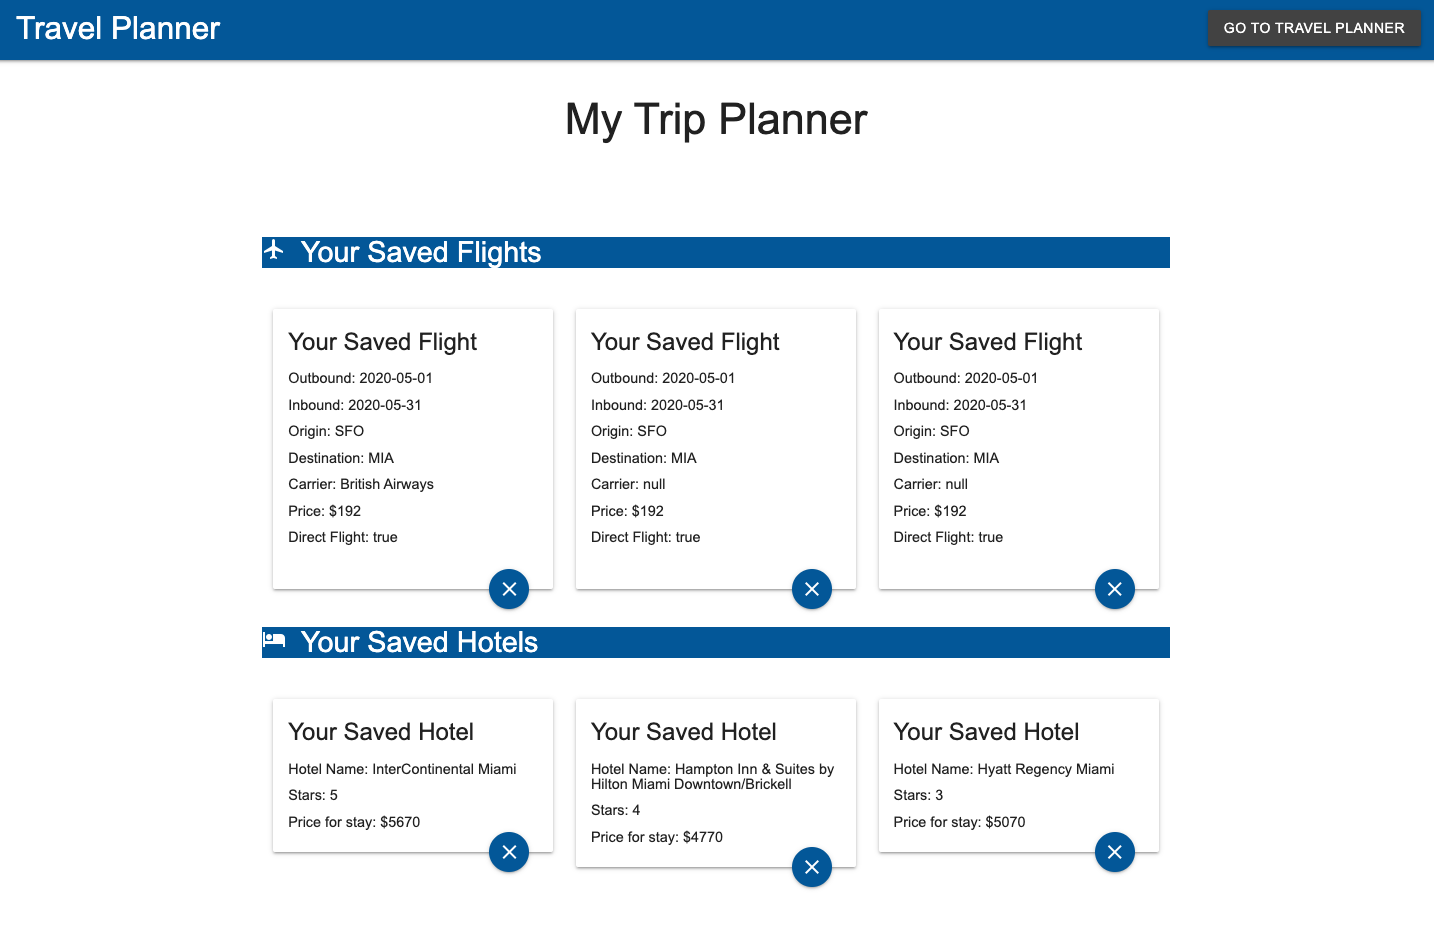 Travel Planner
GO TO TRAVEL PLANNER
My Trip Planner
Your Saved Flights
Your Saved Flight
Outbound: 2020-05-01
Inbound: 2020-05-31
Origin: SFO
Destination: MIA
Carrier: British Airways
Price: $192
Direct Flight: true
Your Saved Flight
Outbound: 2020-05-01
Inbound: 2020-05-31
Origin: SFO
Destination: MIA
Carrier: null
Price: $192
Direct Flight: true
Your Saved Flight
Outbound: 2020-05-01
Inbound: 2020-05-31
Origin: SFO
Destination: MIA
Carrier: null
Price: $192
Direct Flight: true
Your Saved Hotels
Your Saved Hotel
Hotel Name: InterContinental Miami
Stars: 5
Price for stay: $5670
Your Saved Hotel
Hotel Name: Hampton Inn & Suites by
Hilton Miami Downtown/Brickell
Stars: 4
Price for stay: $4770
Your Saved Hotel
Hotel Name: Hyatt Regency Miami
Stars: 3
Price for stay: $5070